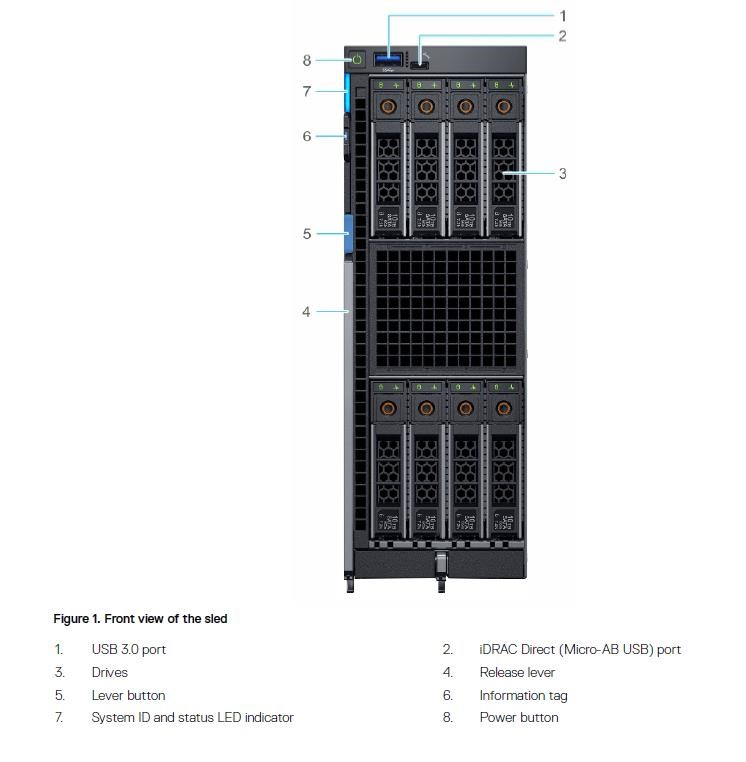 1
2
8
7
6
3
5
4
Figure 1. Front view of the sled
1. USB 3.0 port 2. iDRAC Direct (Micro-AB USB) port
3. Drives 4. Release lever
5. Lever button 6. Information tag
7. System ID and status LED indicator 8. Power button